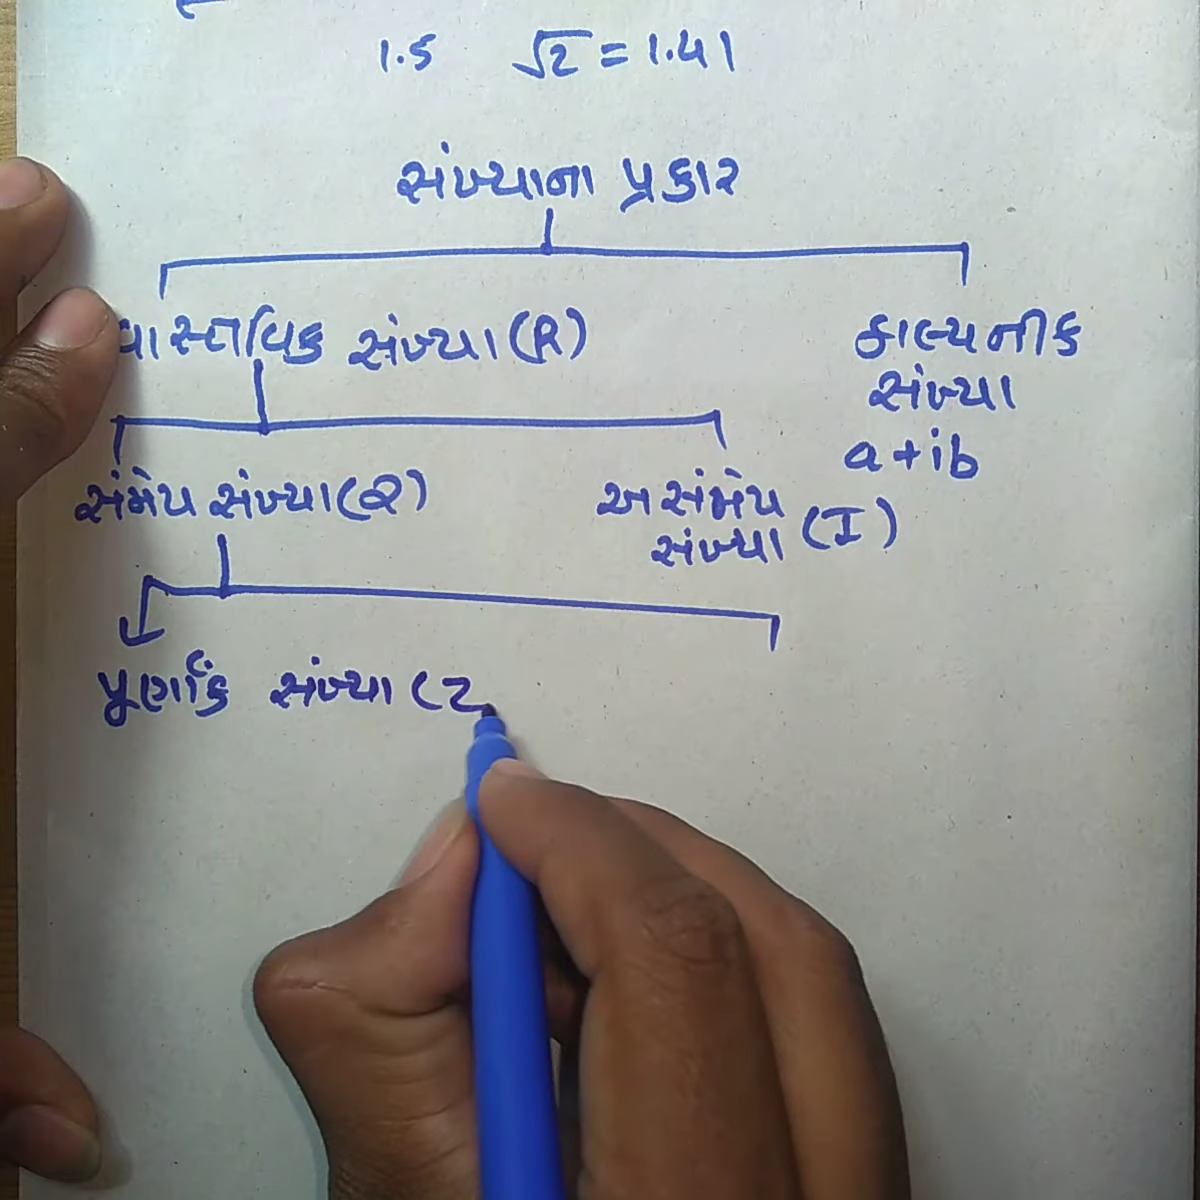 1.5 √2 = 1.41
સંખ્યાના પ્રકાર
વાસ્તવિક સંખ્યા (R)
કાલ્પનીક
સંખ્યા
a + ib
સંમેય સંખ્યા (Q)
અસંમેય
સંખ્યા (I)
પૂર્ણાંક સંખ્યા (Z